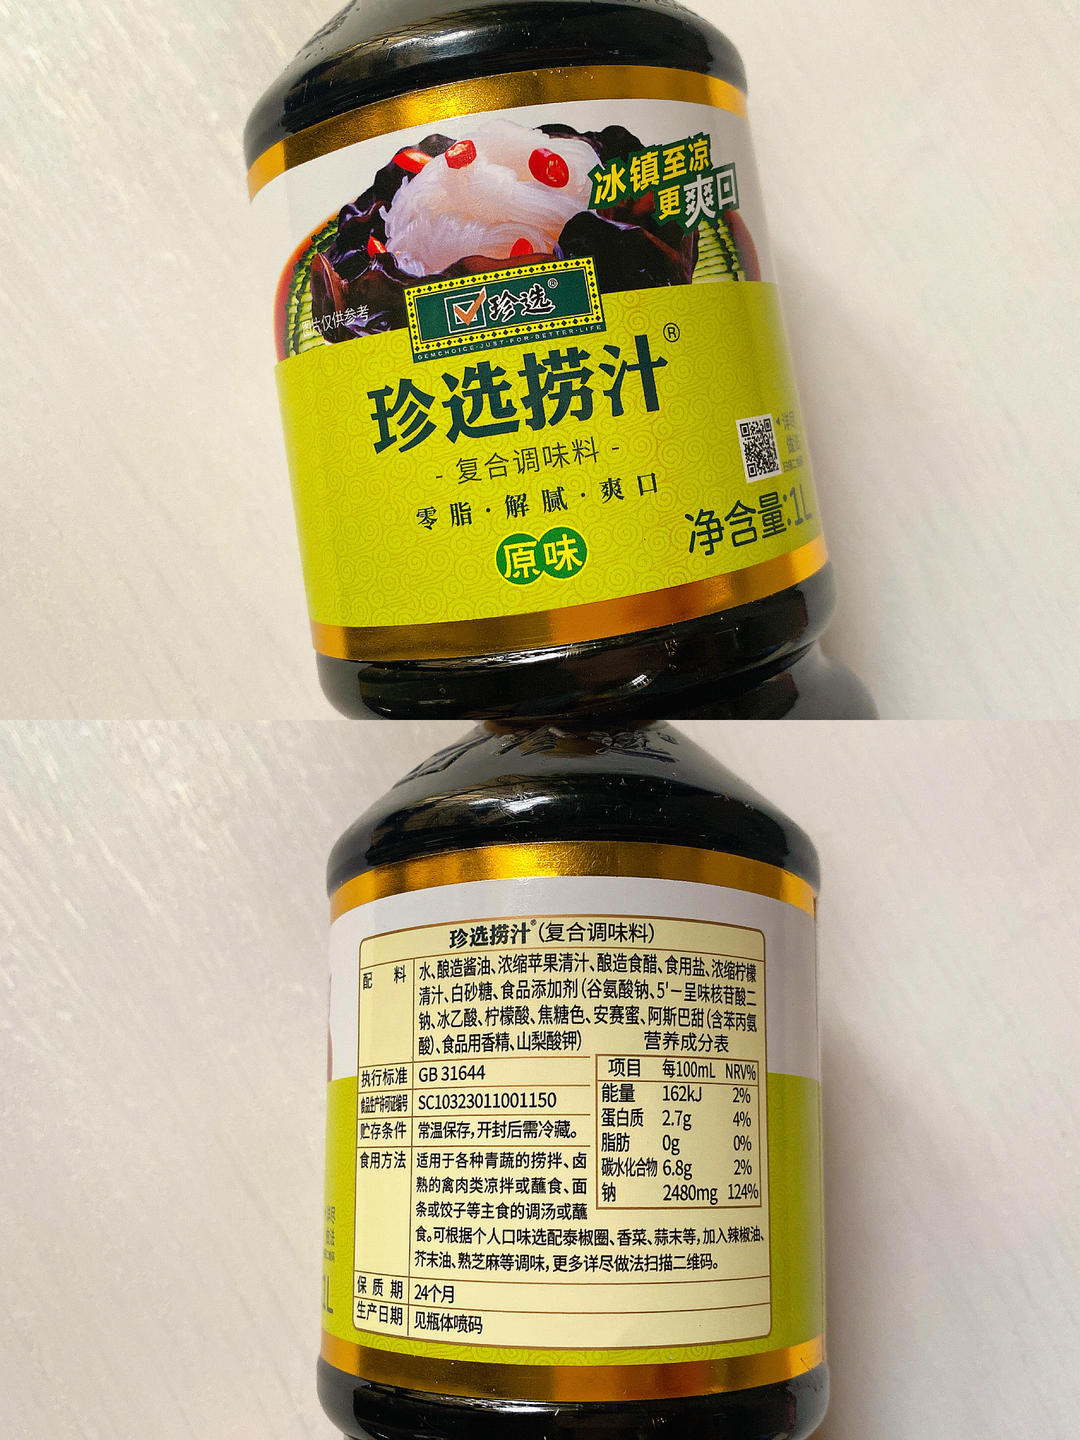 冰镇至凉
更爽口
图片仅供参考
珍选®
GEMCHOICE·JUST·FOR·BETTER·LIFE
珍选捞汁®
-复合调味料-
零脂·解腻·爽口
原味
详尽
做法
净含量:1L
珍选捞汁®(复合调味料)
配料 水、酿造酱油、浓缩苹果清汁、酿造食醋、食用盐、浓缩柠檬
清汁、白砂糖、食品添加剂(谷氨酸钠、5'-呈味核苷酸二
钠、冰乙酸、柠檬酸、焦糖色、安赛蜜、阿斯巴甜(含苯丙氨
酸)、食品用香精、山梨酸钾)
执行标准 GB 31644
食品生产许可证编号 SC10323011001150
贮存条件 常温保存,开封后需冷藏。
营养成分表
项目 每100mL NRV%
能量 162kJ 2%
蛋白质 2.7g 4%
脂肪 0g 0%
碳水化合物 6.8g 2%
钠 2480mg 124%
食用方法 适用于各种青蔬的捞拌、卤
熟的禽肉类凉拌或蘸食、面
条或饺子等主食的调汤或蘸
食。可根据个人口味选配泰椒圈、香菜、蒜末等,加入辣椒油、
芥末油、熟芝麻等调味,更多详尽做法扫描二维码。
保质期 24个月
生产日期 见瓶体喷码